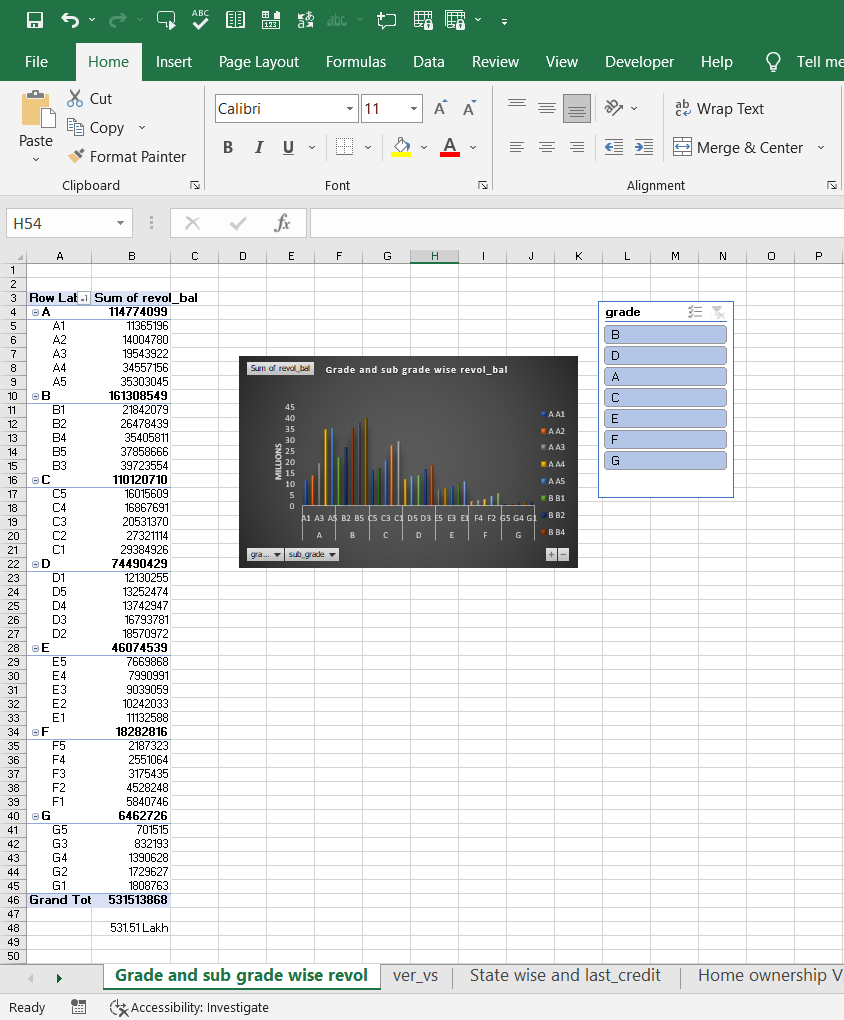 ABC
123
abc
File Home Insert Page Layout Formulas Data Review View Developer Help Tell me
Paste
Cut
Copy
Format Painter
Clipboard
Calibri 11 A A
B I U A
Font
ab Wrap Text
Merge & Center
Alignment
H54 fx
A B C D E F G H I J K L M N O P
1
2
3 Row Lal Sum of revol_bal
4 A 114774099
5 A1 11365196
6 A2 14004780
7 A3 19543922
8 A4 34557156
9 A5 35303045
10 B 161308549
11 B1 21842079
12 B2 26478439
13 B4 35405811
14 B5 37858666
15 B3 39723554
16 C 110120710
17 C5 16015609
18 C4 16867691
19 C3 20531370
20 C2 27321114
21 C1 29384926
22 D 74490429
23 D1 12130255
24 D5 13252474
25 D4 13742947
26 D3 16793781
27 D2 18570972
28 E 46074539
29 E5 7669868
30 E4 7990991
31 E3 9039059
32 E2 10242033
33 E1 11132588
34 F 18282816
35 F5 2187323
36 F4 2551064
37 F3 3175435
38 F2 4528248
39 F1 5840746
40 G 6462726
41 G5 701515
42 G3 832193
43 G4 1390628
44 G2 1729627
45 G1 1808763
46 Grand Tot 531513868
47
48 531.51 Lakh
49
50
Sum of revol_bal
Grade and sub grade wise revol_bal
MILLIONS
45
40
35
30
25
20
15
10
5
0
A1 A3 A5 B2 B5 C5 C3 C1 D5 D3 E5 E3 E1 F4 F2 G5 G4 G1
A B C D E F G
A A1
A A2
A A3
A A4
A A5
B B1
B B2
B B4
gra... sub_grade + −
grade
B
D
A
C
E
F
G
Grade and sub grade wise revol ver_vs State wise and last_credit Home ownership V
Ready Accessibility: Investigate